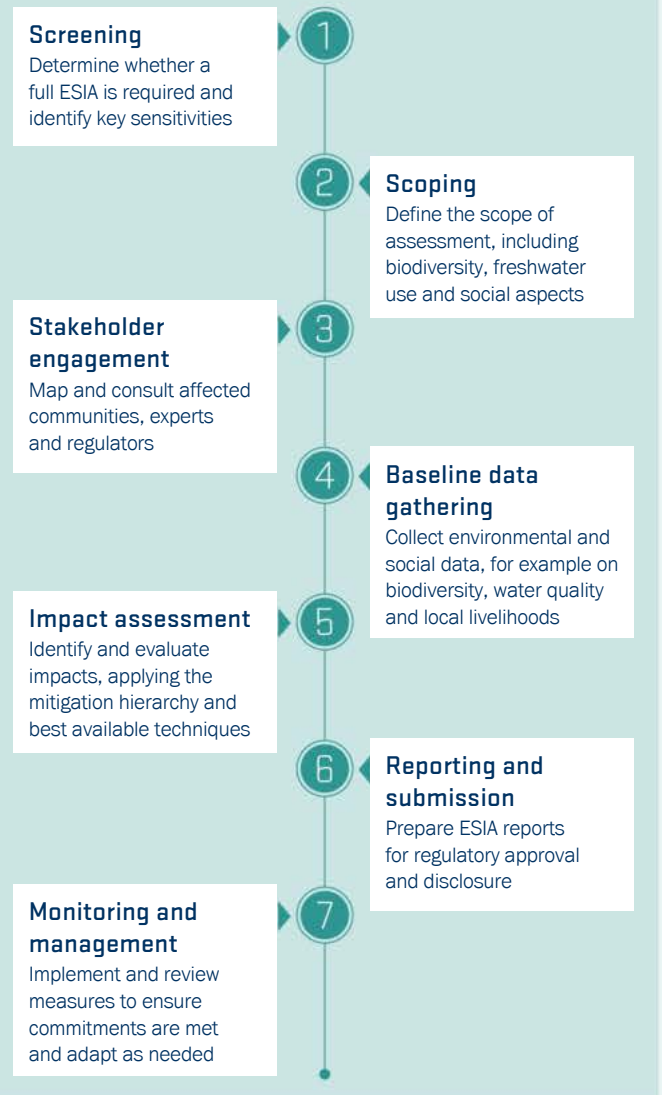 1
Screening
Determine whether a
full ESIA is required and
identify key sensitivities
2
Scoping
Define the scope of
assessment, including
biodiversity, freshwater
use and social aspects
3
Stakeholder
engagement
Map and consult affected
communities, experts
and regulators
4
Baseline data
gathering
Collect environmental and
social data, for example on
biodiversity, water quality
and local livelihoods
5
Impact assessment
Identify and evaluate
impacts, applying the
mitigation hierarchy and
best available techniques
6
Reporting and
submission
Prepare ESIA reports
for regulatory approval
and disclosure
7
Monitoring and
management
Implement and review
measures to ensure
commitments are met
and adapt as needed